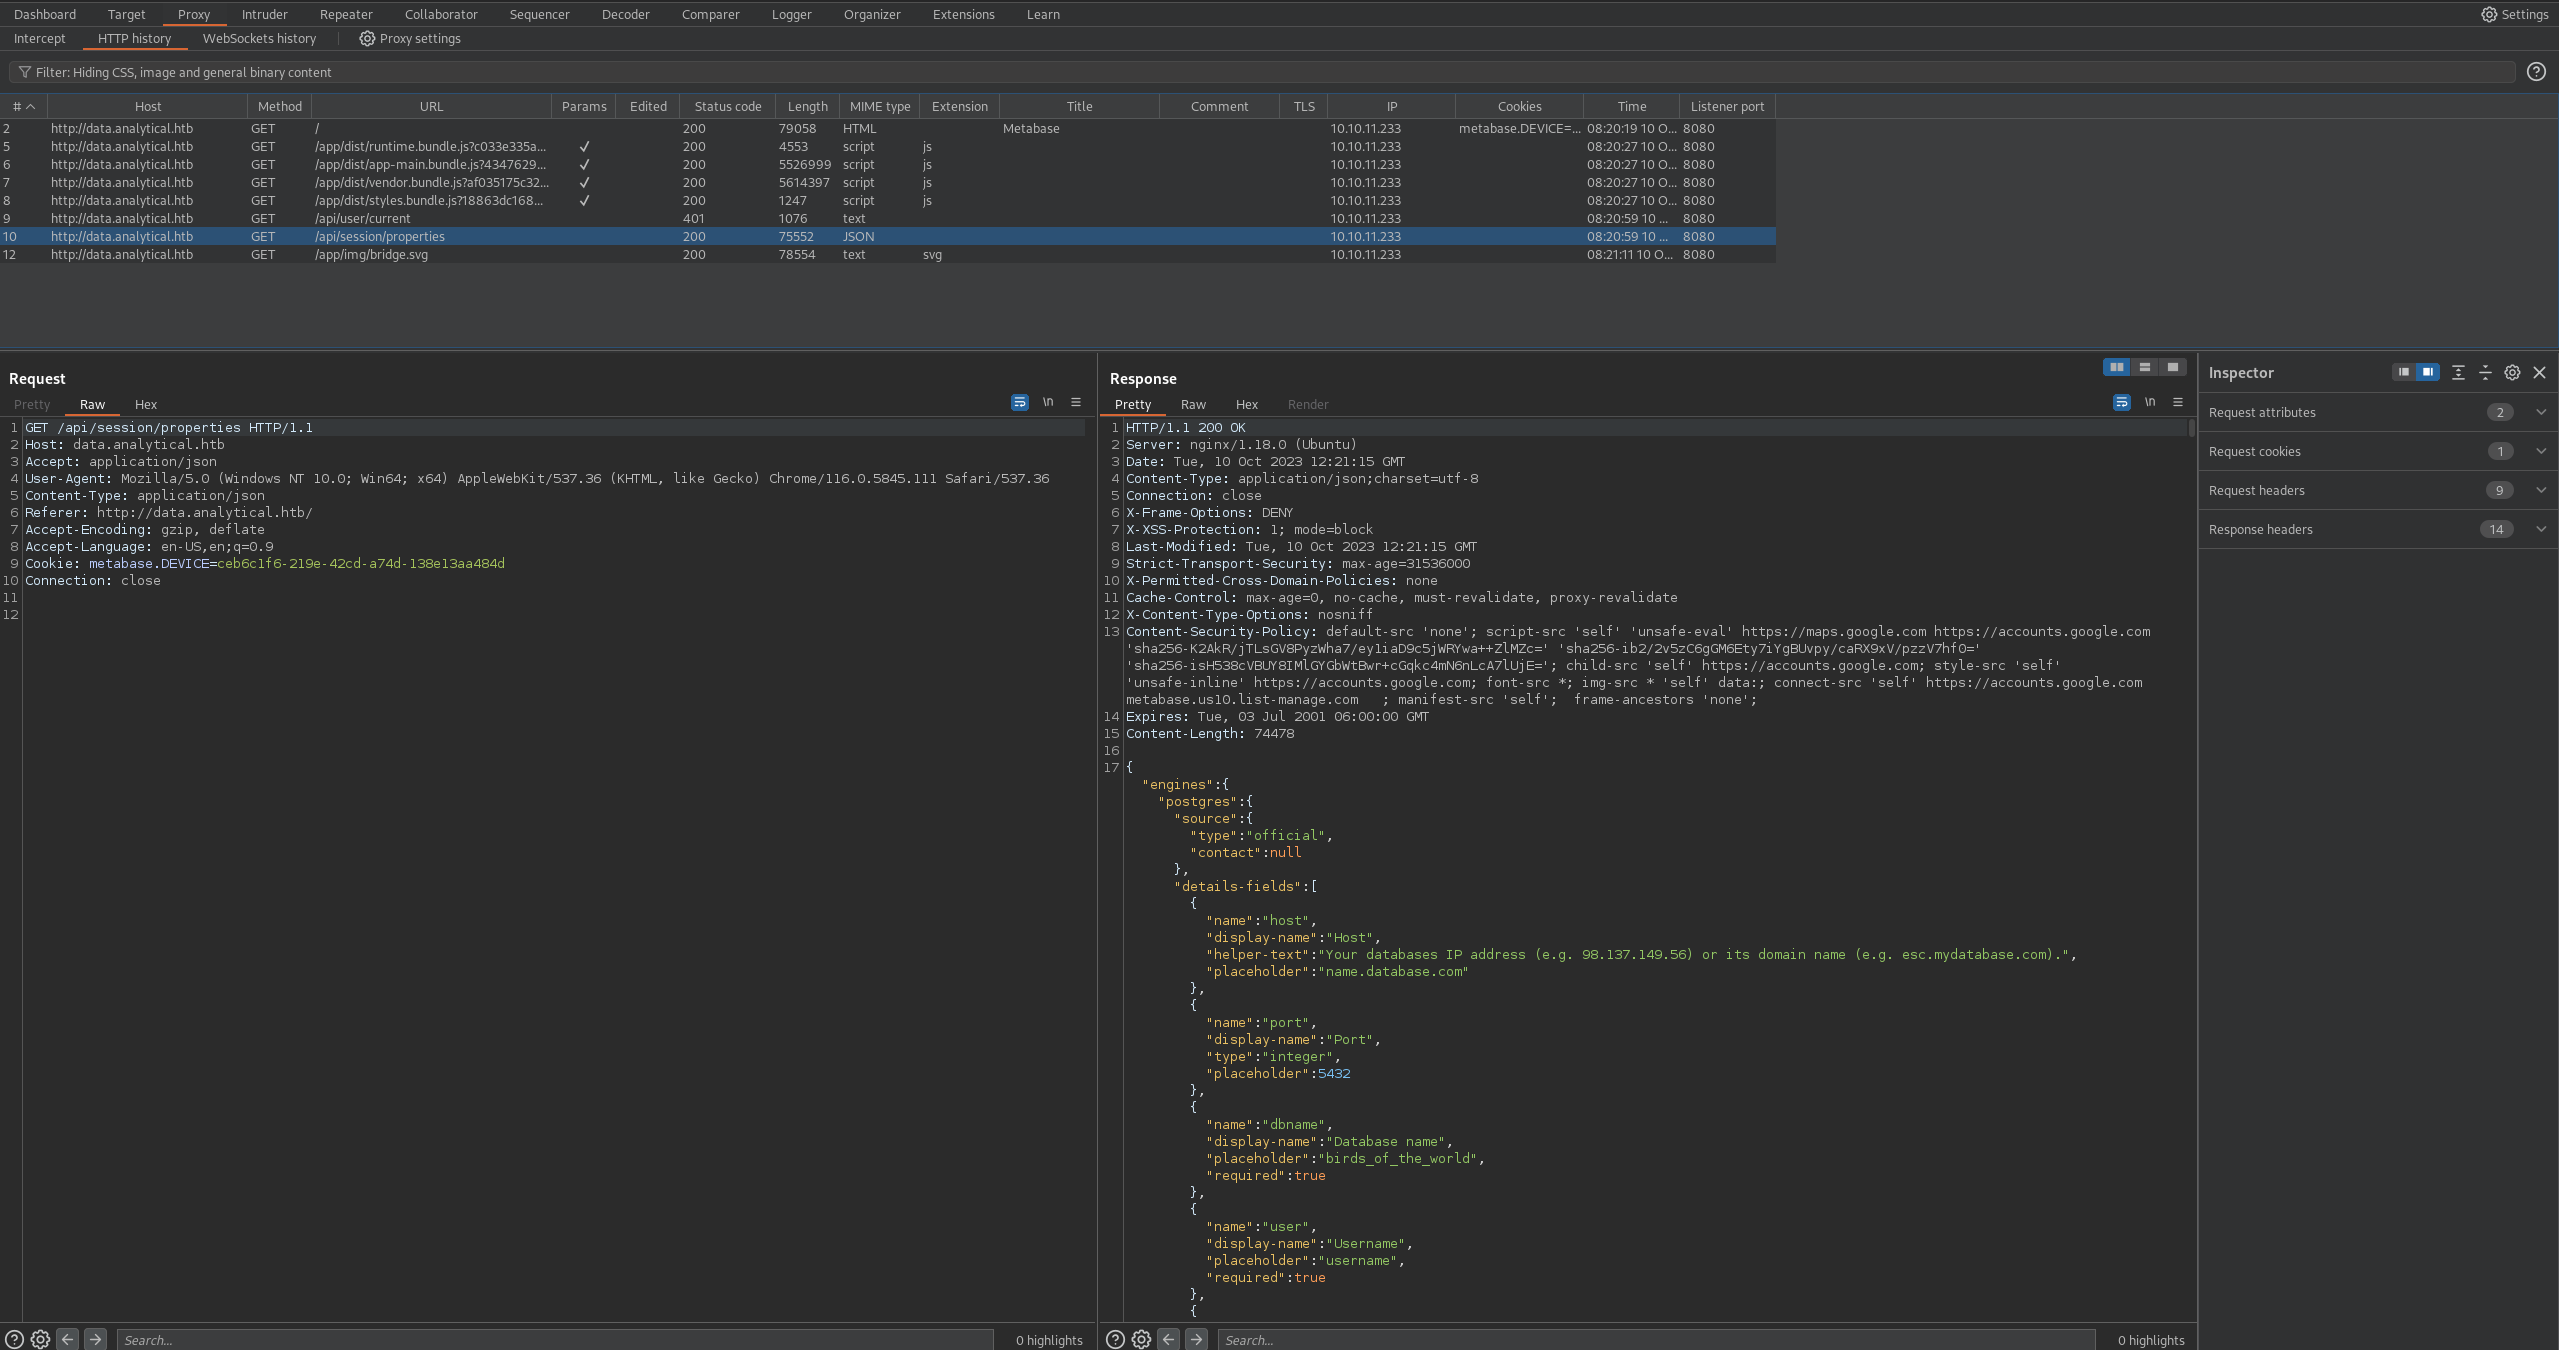 Dashboard Target Proxy Intruder Repeater Collaborator Sequencer Decoder Comparer Logger Organizer Extensions Learn Settings
Intercept HTTP history WebSockets history Proxy settings
Filter: Hiding CSS, image and general binary content
# Host Method URL Params Edited Status code Length MIME type Extension Title Comment TLS IP Cookies Time Listener port
2 http://data.analytical.htb GET / 200 79058 HTML Metabase 10.10.11.233 metabase.DEVICE=... 08:20:19 10 O... 8080
5 http://data.analytical.htb GET /app/dist/runtime.bundle.js?c033e335a... ✓ 200 4553 script js 10.10.11.233 08:20:27 10 O... 8080
6 http://data.analytical.htb GET /app/dist/app-main.bundle.js?4347629... ✓ 200 5526999 script js 10.10.11.233 08:20:27 10 O... 8080
7 http://data.analytical.htb GET /app/dist/vendor.bundle.js?af035175c32... ✓ 200 5614397 script js 10.10.11.233 08:20:27 10 O... 8080
8 http://data.analytical.htb GET /app/dist/styles.bundle.js?18863dc168... ✓ 200 1247 script js 10.10.11.233 08:20:27 10 O... 8080
9 http://data.analytical.htb GET /api/user/current 401 1076 text 10.10.11.233 08:20:59 10 ... 8080
10 http://data.analytical.htb GET /api/session/properties 200 75552 JSON 10.10.11.233 08:20:59 10 ... 8080
12 http://data.analytical.htb GET /app/img/bridge.svg 200 78554 text svg 10.10.11.233 08:21:11 10 O... 8080
Request
Pretty Raw Hex \n
1 GET /api/session/properties HTTP/1.1
2 Host: data.analytical.htb
3 Accept: application/json
4 User-Agent: Mozilla/5.0 (Windows NT 10.0; Win64; x64) AppleWebKit/537.36 (KHTML, like Gecko) Chrome/116.0.5845.111 Safari/537.36
5 Content-Type: application/json
6 Referer: http://data.analytical.htb/
7 Accept-Encoding: gzip, deflate
8 Accept-Language: en-US,en;q=0.9
9 Cookie: metabase.DEVICE=ceb6c1f6-219e-42cd-a74d-138e13aa484d
10 Connection: close
11
12
Search... 0 highlights
Response
Pretty Raw Hex Render \n
1 HTTP/1.1 200 OK
2 Server: nginx/1.18.0 (Ubuntu)
3 Date: Tue, 10 Oct 2023 12:21:15 GMT
4 Content-Type: application/json;charset=utf-8
5 Connection: close
6 X-Frame-Options: DENY
7 X-XSS-Protection: 1; mode=block
8 Last-Modified: Tue, 10 Oct 2023 12:21:15 GMT
9 Strict-Transport-Security: max-age=31536000
10 X-Permitted-Cross-Domain-Policies: none
11 Cache-Control: max-age=0, no-cache, must-revalidate, proxy-revalidate
12 X-Content-Type-Options: nosniff
13 Content-Security-Policy: default-src 'none'; script-src 'self' 'unsafe-eval' https://maps.google.com https://accounts.google.com
'sha256-K2AkR/jTLsGV8PyzWha7/ey1iaD9c5jWRYwa++ZlMZc=' 'sha256-ib2/2v5zC6gGM6Ety7iYgBUvpy/caRX9xV/pzzV7hf0='
'sha256-isH538cVBUY8IMlGYGbWtBwr+cGqkc4mN6nLcA7lUjE='; child-src 'self' https://accounts.google.com; style-src 'self'
'unsafe-inline' https://accounts.google.com; font-src *; img-src * 'self' data:; connect-src 'self' https://accounts.google.com
metabase.us10.list-manage.com ; manifest-src 'self'; frame-ancestors 'none';
14 Expires: Tue, 03 Jul 2001 06:00:00 GMT
15 Content-Length: 74478
16
17 {
"engines":{
"postgres":{
"source":{
"type":"official",
"contact":null
},
"details-fields":[
{
"name":"host",
"display-name":"Host",
"helper-text":"Your databases IP address (e.g. 98.137.149.56) or its domain name (e.g. esc.mydatabase.com).",
"placeholder":"name.database.com"
},
{
"name":"port",
"display-name":"Port",
"type":"integer",
"placeholder":5432
},
{
"name":"dbname",
"display-name":"Database name",
"placeholder":"birds_of_the_world",
"required":true
},
{
"name":"user",
"display-name":"Username",
"placeholder":"username",
"required":true
},
{
Search... 0 highlights
Inspector
Request attributes 2
Request cookies 1
Request headers 9
Response headers 14